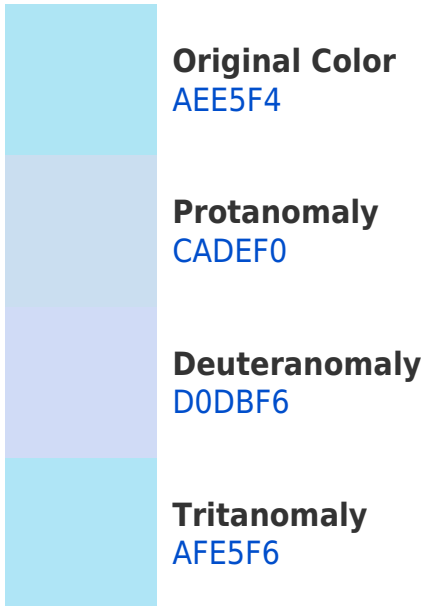 Original Color
AEE5F4
Protanomaly
CADEF0
Deuteranomaly
D0DBF6
Tritanomaly
AFE5F6